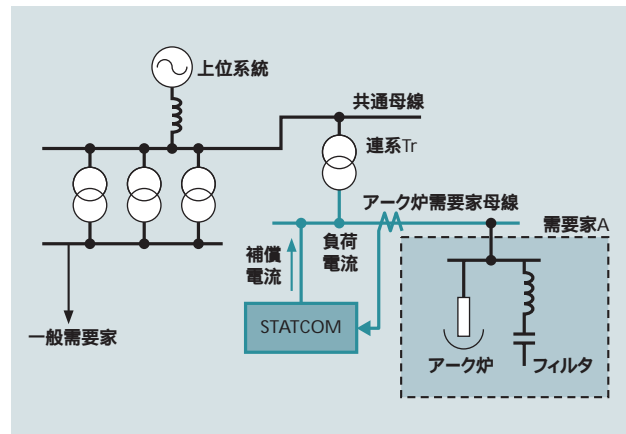 上位系統
共通母線
連系Tr
アーク炉需要家母線
需要家A
補償
電流
負荷
電流
STATCOM
一般需要家
アーク炉
フィルタ